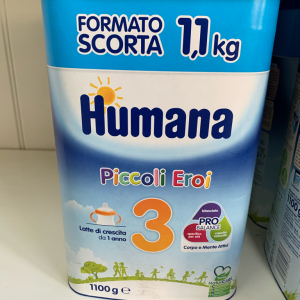 FORMATO
SCORTA 1,1 kg
Humana
Piccoli Eroi
Latte di crescita
da 1 anno
3
PRO
BALANCE
Corpo e Mente Attivi
1100 g e